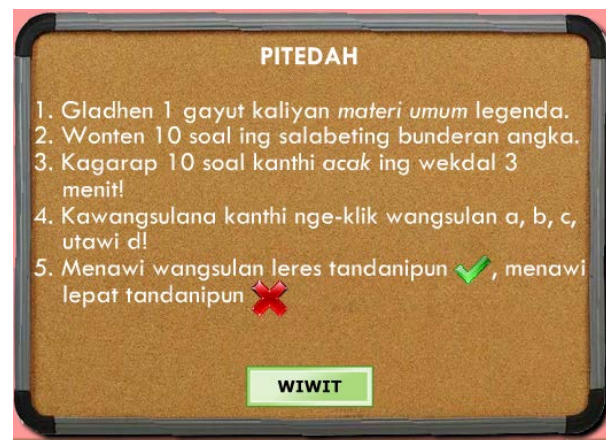 PITEDAH
1. Gladhen 1 gayut kaliyan materi umum legenda.
2. Wonten 10 soal ing salabeting bunderan angka.
3. Kagarap 10 soal kanthi acak ing wekdal 3
menit!
4. Kawangsulana kanthi nge-klik wangsulan a, b, c,
utawi d!
5. Menawi wangsulan leres tandanipun ✔, menawi
lepat tandanipun ✖
WIWIT